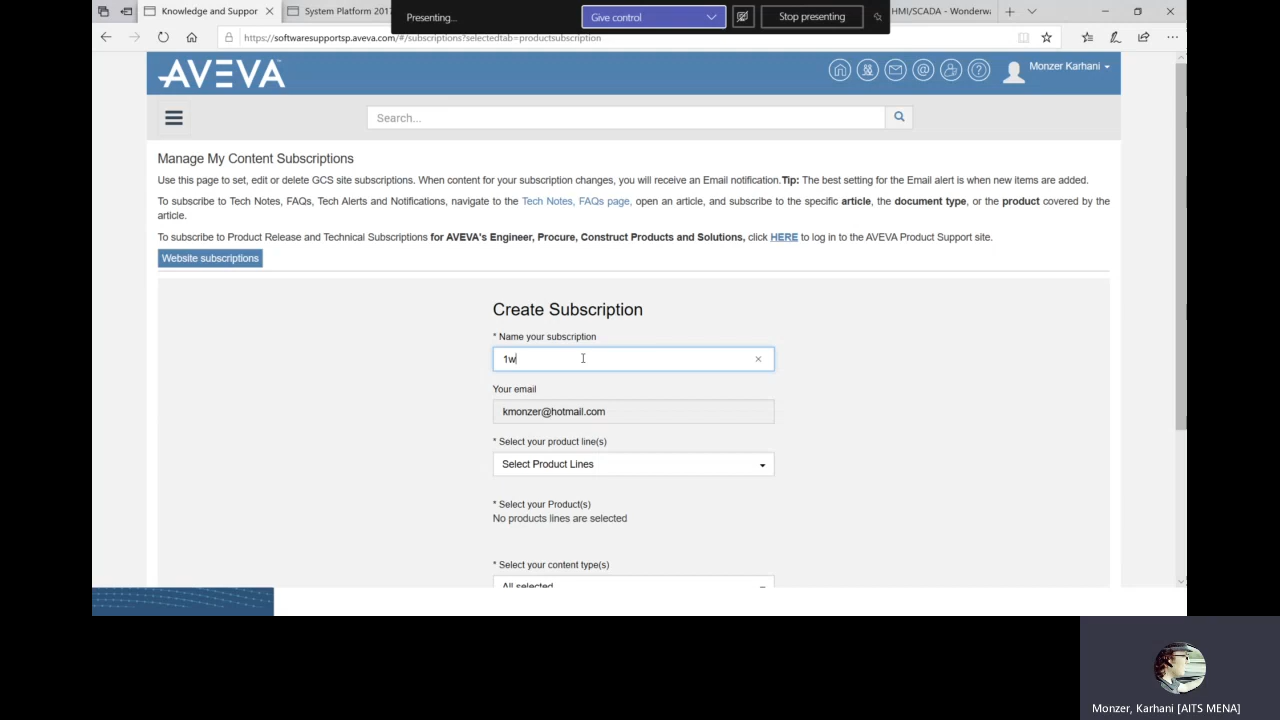 Presenting...
Give control
Stop presenting
Knowledge and Suppor
System Platform 2017
HMI/SCADA - Wonderwa
https://softwaresupportsp.aveva.com/#/subscriptions?selectedtab=productsubscription
AVEVA
Monzer Karhani
Search...
Manage My Content Subscriptions
Use this page to set, edit or delete GCS site subscriptions. When content for your subscription changes, you will receive an Email notification.Tip: The best setting for the Email alert is when new items are added.
To subscribe to Tech Notes, FAQs, Tech Alerts and Notifications, navigate to the Tech Notes, FAQs page, open an article, and subscribe to the specific article, the document type, or the product covered by the
article.
To subscribe to Product Release and Technical Subscriptions for AVEVA's Engineer, Procure, Construct Products and Solutions, click HERE to log in to the AVEVA Product Support site.
Website subscriptions
Create Subscription
* Name your subscription
1w
Your email
kmonzer@hotmail.com
* Select your product line(s)
Select Product Lines
* Select your Product(s)
No products lines are selected
* Select your content type(s)
All selected
Monzer, Karhani [AITS MENA]